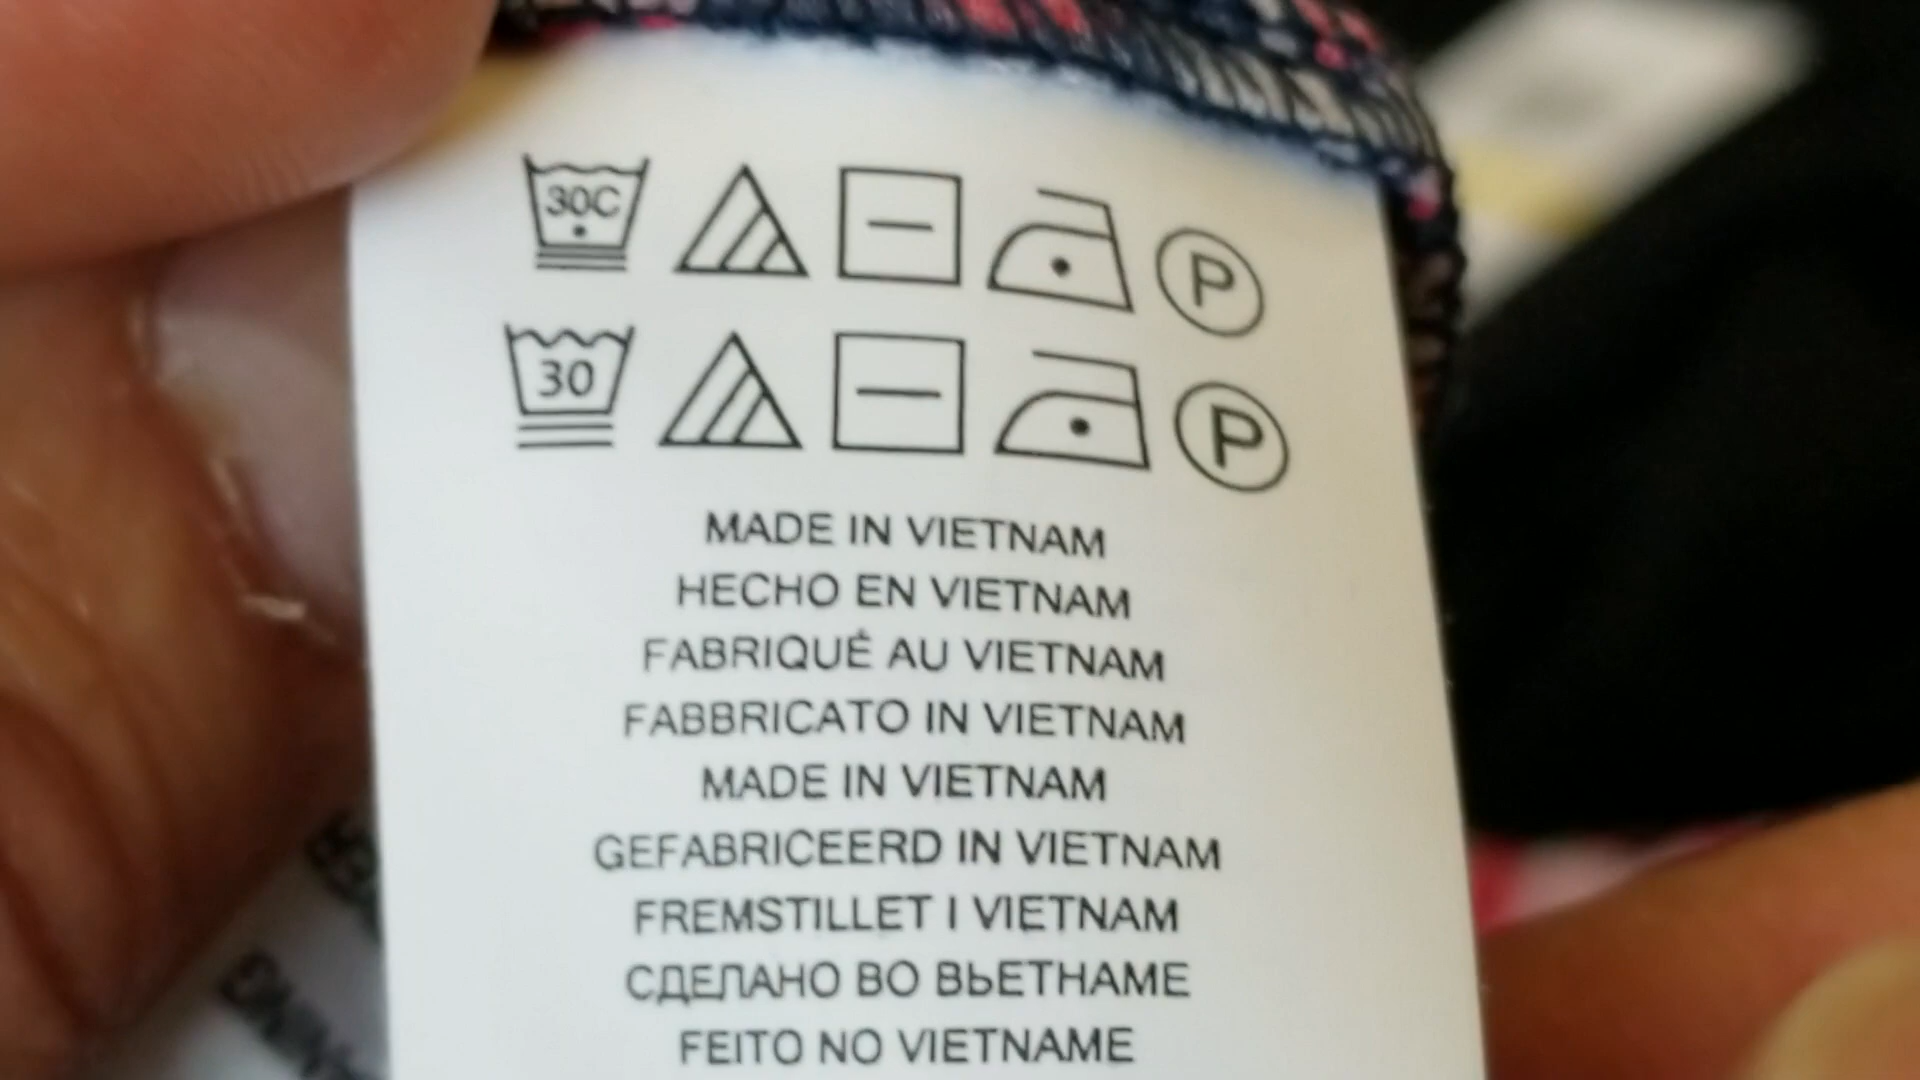 30C P
30 P
MADE IN VIETNAM
HECHO EN VIETNAM
FABRIQUÉ AU VIETNAM
FABBRICATO IN VIETNAM
MADE IN VIETNAM
GEFABRICEERD IN VIETNAM
FREMSTILLET I VIETNAM
СДЕЛАНО ВО ВЬЕТНАМЕ
FEITO NO VIETNAME